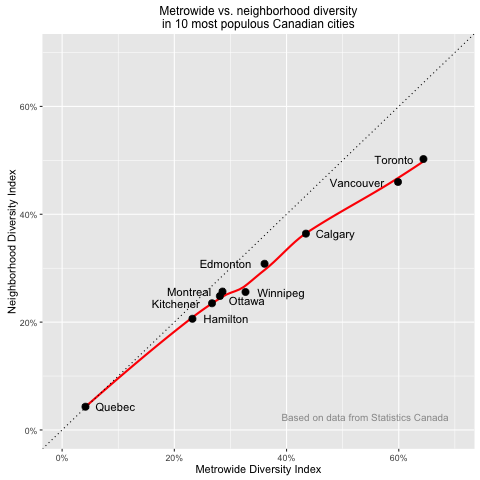 Metrowide vs. neighborhood diversity
in 10 most populous Canadian cities
Neighborhood Diversity Index
60%
40%
20%
0%
Toronto
Vancouver
Calgary
Edmonton
Montreal
Winnipeg
Kitchener
Ottawa
Hamilton
Quebec
Based on data from Statistics Canada
0%
20%
40%
60%
Metrowide Diversity Index